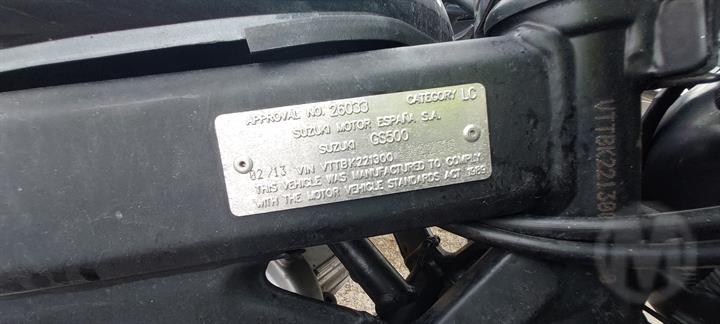 APPROVAL NO. 26033 CATEGORY LC
SUZUKI MOTOR ESPAÑA S.A.
SUZUKI GS500
02/13 VIN VTTBK221300
THIS VEHICLE WAS MANUFACTURED TO COMPLY
WITH THE MOTOR VEHICLE STANDARDS ACT 1989
VTTBK221300
M